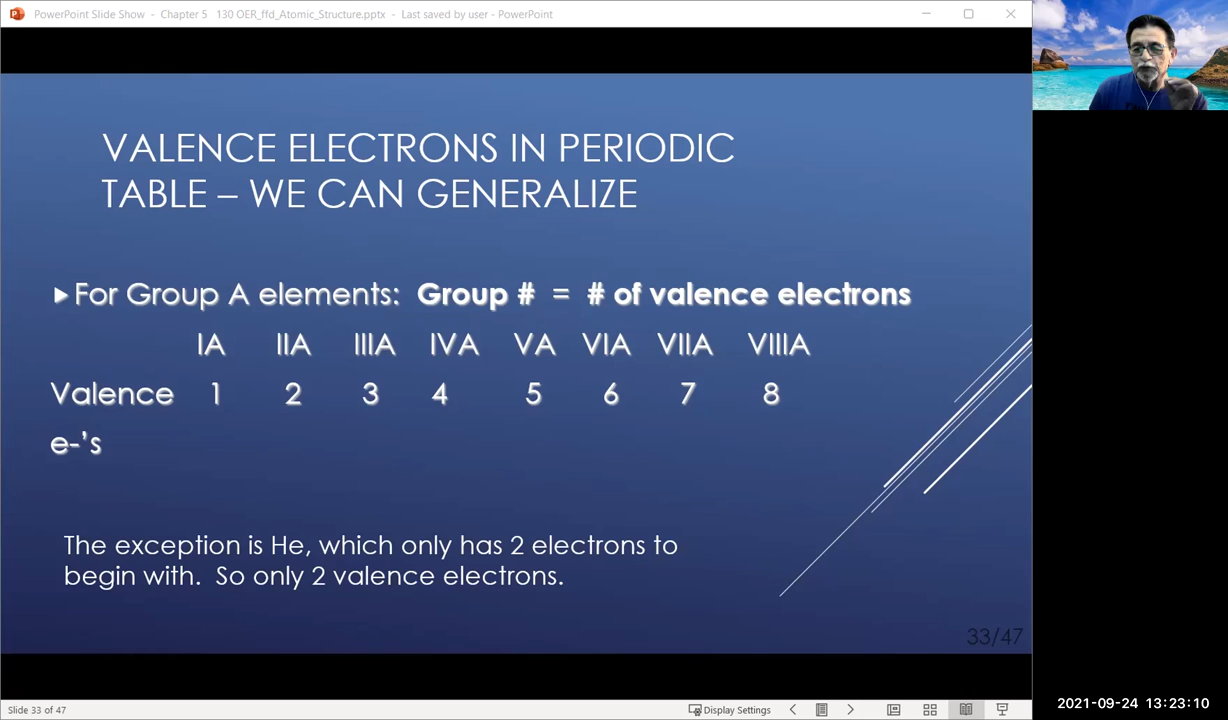 PowerPoint Slide Show - Chapter 5 130 OER_ffd_Atomic_Structure.pptx - Last saved by user - PowerPoint
VALENCE ELECTRONS IN PERIODIC
TABLE – WE CAN GENERALIZE
For Group A elements: Group # = # of valence electrons
IA IIA IIIA IVA VA VIA VIIA VIIIA
Valence 1 2 3 4 5 6 7 8
e-’s
The exception is He, which only has 2 electrons to
begin with. So only 2 valence electrons.
33/47
Slide 33 of 47
Display Settings
2021-09-24 13:23:10